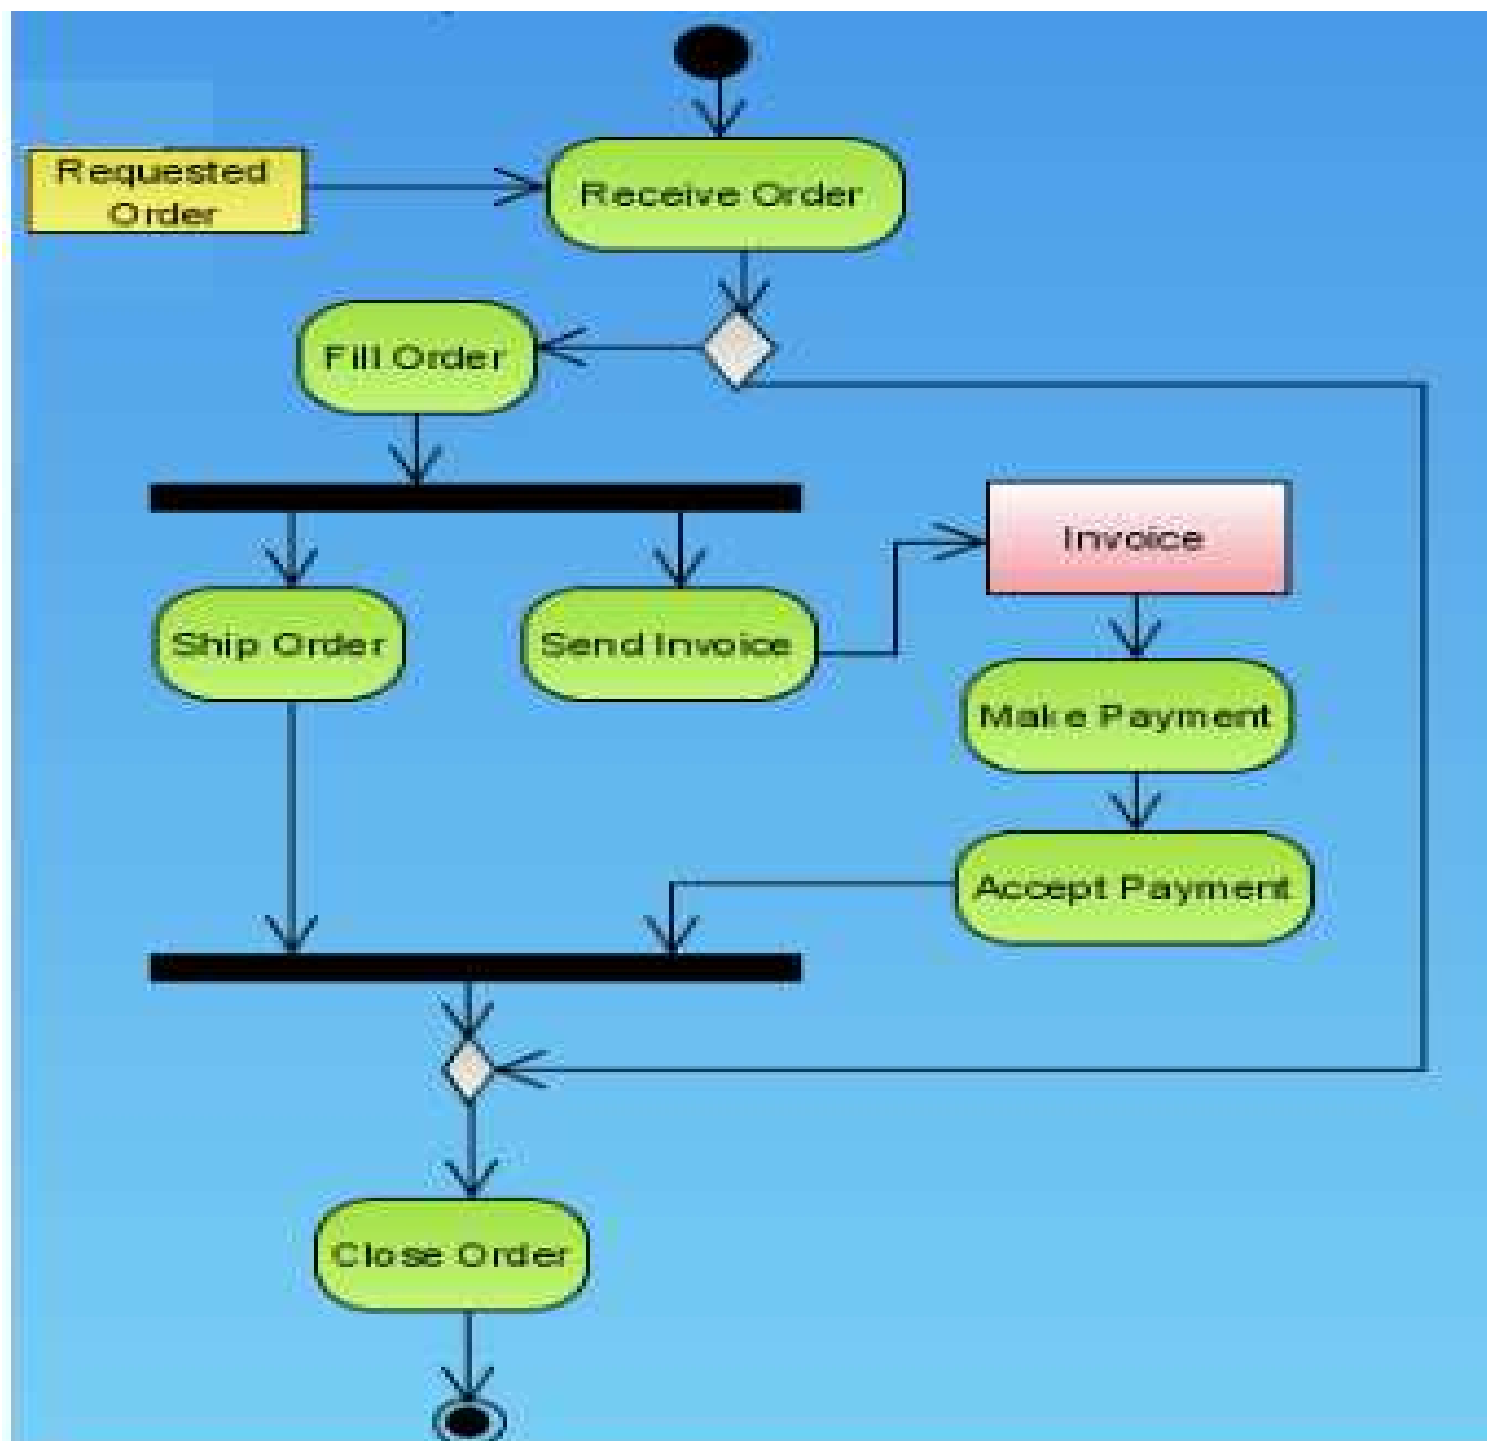 Requested
Order
Receive Order
Fill Order
Invoice
Ship Order
Send Invoice
Make Payment
Accept Payment
Close Order